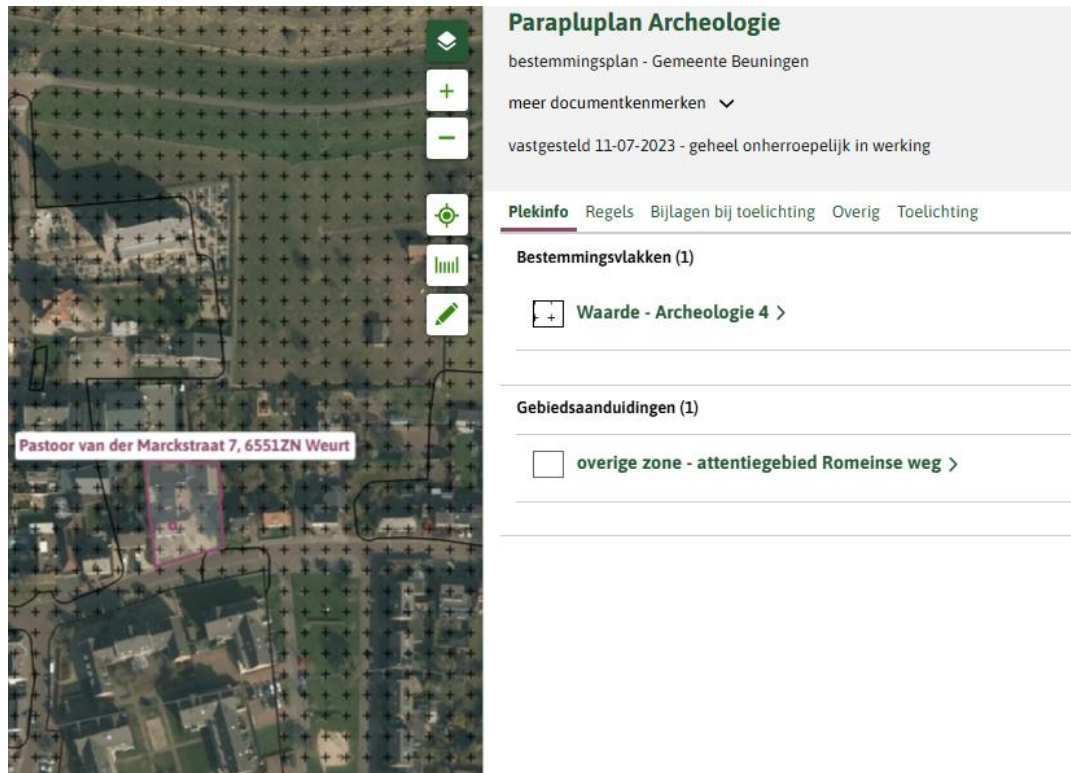 Parapluplan Archeologie
bestemmingsplan - Gemeente Beuningen
meer documentkenmerken
vastgesteld 11-07-2023 - geheel onherroepelijk in werking
Plekinfo Regels Bijlagen bij toelichting Overig Toelichting
Bestemmingsvlakken (1)
Waarde - Archeologie 4 >
Gebiedsaanduidingen (1)
overige zone - attentiegebied Romeinse weg >
Pastoor van der Marckstraat 7, 6551ZN Weurt